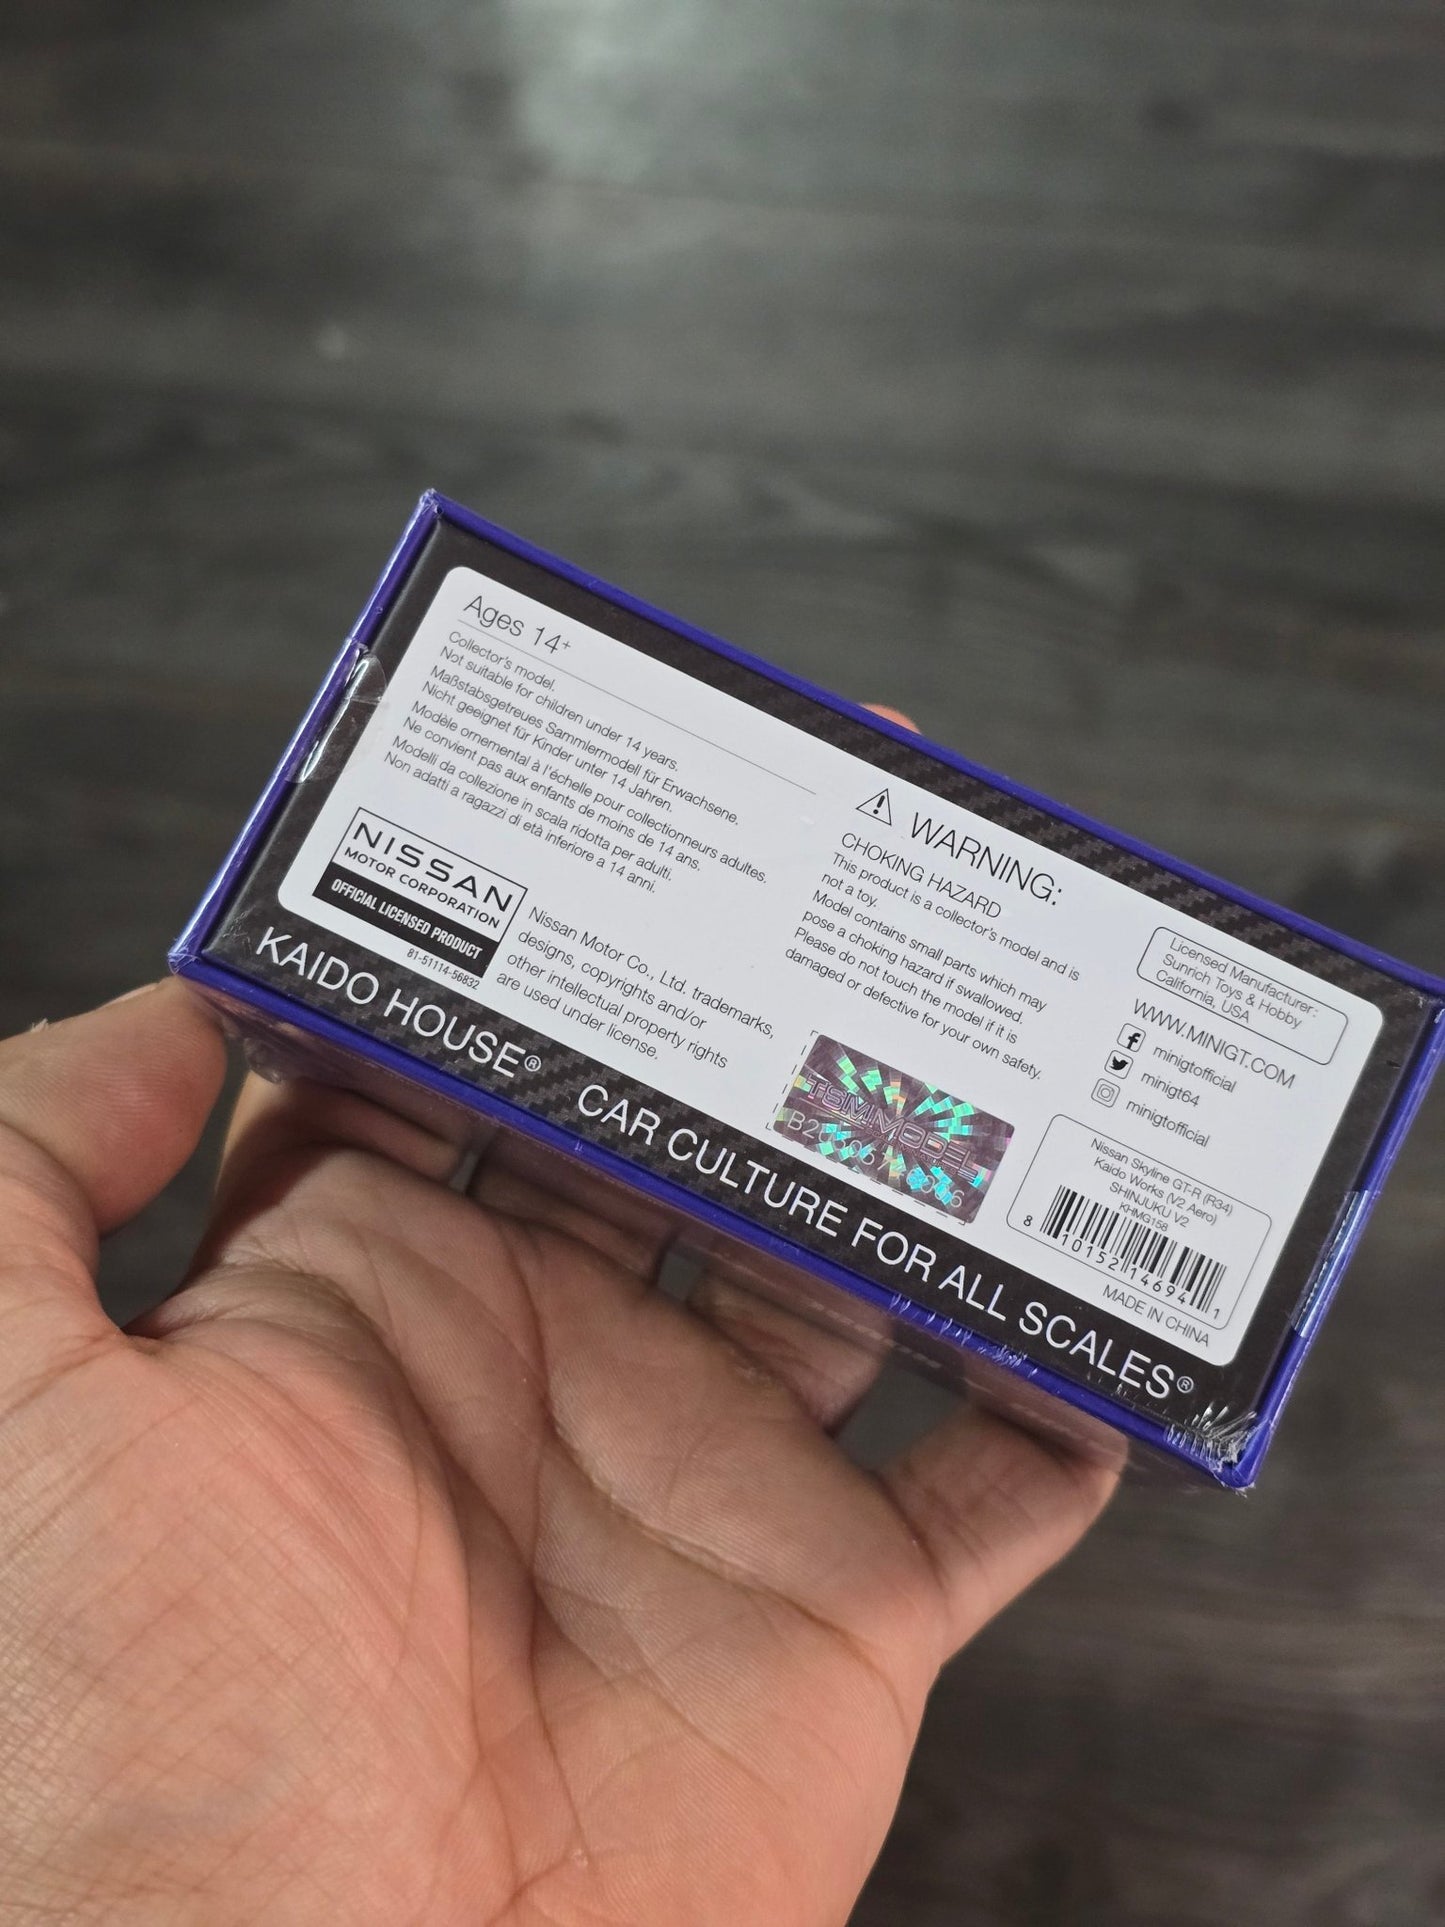 Ages 14+
Collector's model.
Not suitable for children under 14 years.
Maßstabsgetreues Sammlermodell für Erwachsene.
Nicht geeignet für Kinder unter 14 Jahren.
Modèle ornemental à l'échelle pour collectionneurs adultes.
Ne convient pas aux enfants de moins de 14 ans.
Modelli da collezione in scala ridotta per adulti.
Non adatti a ragazzi di età inferiore a 14 anni.
NISSAN
MOTOR CORPORATION
OFFICIAL LICENSED PRODUCT
81-51114-56832
Nissan Motor Co., Ltd. trademarks,
designs, copyrights and/or
other intellectual property rights
are used under license.
WARNING:
CHOKING HAZARD
This product is a collector's model and is
not a toy.
Model contains small parts which may
pose a choking hazard if swallowed.
Please do not touch the model if it is
damaged or defective for your own safety.
TSMMODEL
Licensed Manufacturer:
Sunrich Toys & Hobby
California, USA
WWW.MINIGT.COM
minigtofficial
minigt64
minigtofficial
Nissan Skyline GT-R (R34)
Kaido Works (V2 Aero)
SHINJUKU V2
KHMG158
8 10152 14694 1
MADE IN CHINA
KAIDO HOUSE® CAR CULTURE FOR ALL SCALES®